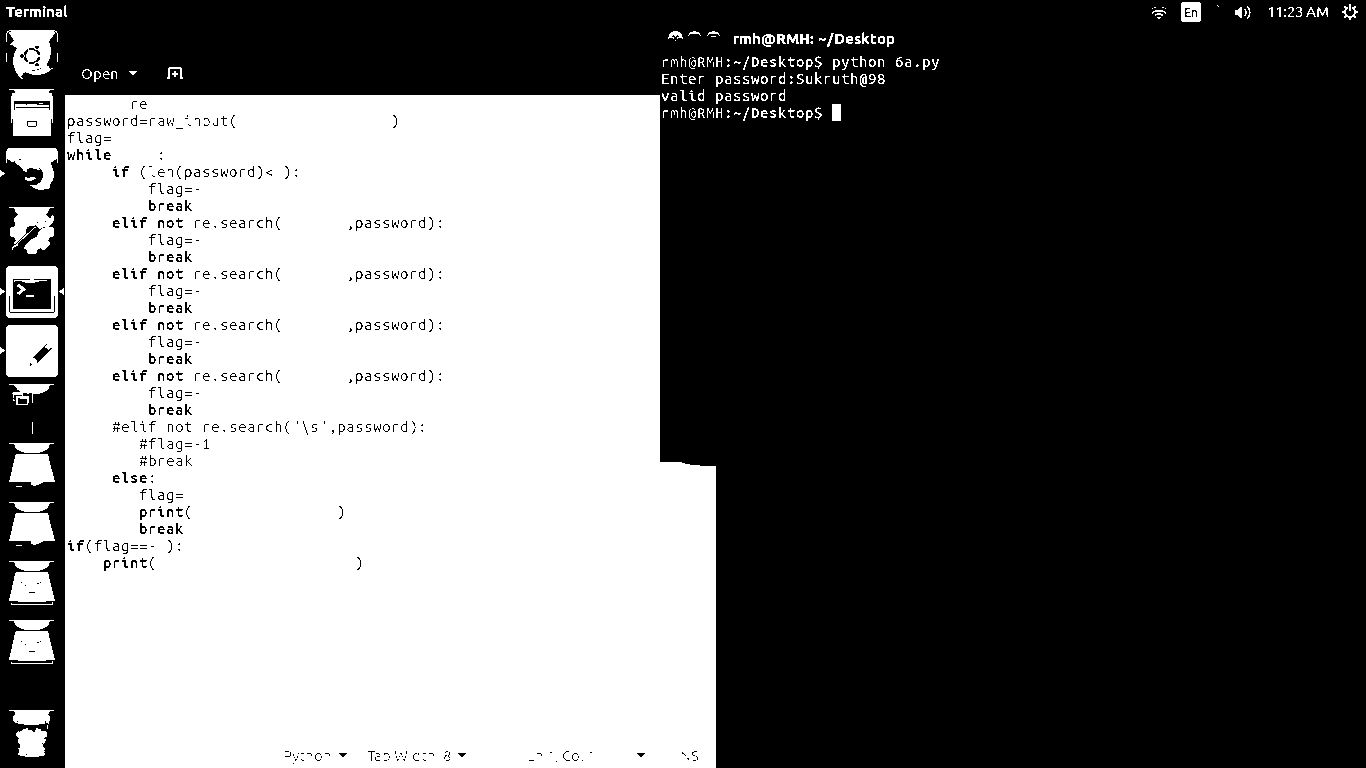 Terminal
En
11:23 AM
Open
re
password=raw_input( )
flag=
while :
if (len(password)< ):
flag=-
break
elif not re.search( ,password):
flag=-
break
elif not re.search( ,password):
flag=-
break
elif not re.search( ,password):
flag=-
break
elif not re.search( ,password):
flag=-
break
#elif not re.search('\s',password):
#flag=-1
#break
else:
flag=
print( )
break
if(flag==- ):
print( )
Python Tab Width: 8
rmh@RMH: ~/Desktop
rmh@RMH:~/Desktop$ python 6a.py
Enter password:Sukruth@98
valid password
rmh@RMH:~/Desktop$